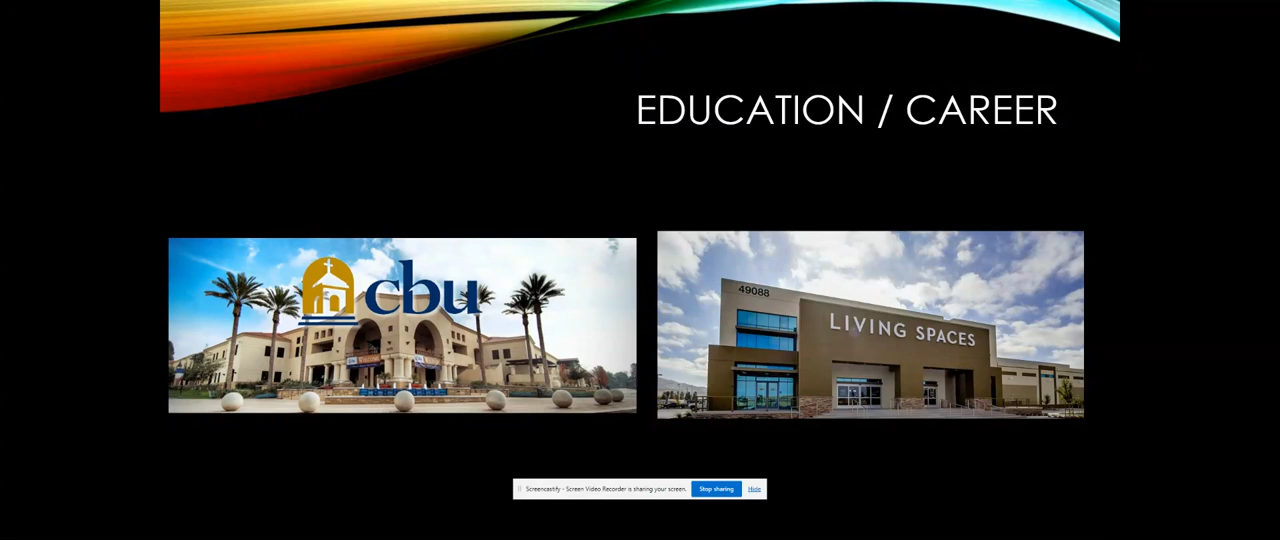 EDUCATION / CAREER
cbu
49088
LIVING SPACES
Screencastify - Screen Video Recorder is sharing your screen.
Stop sharing
Hide